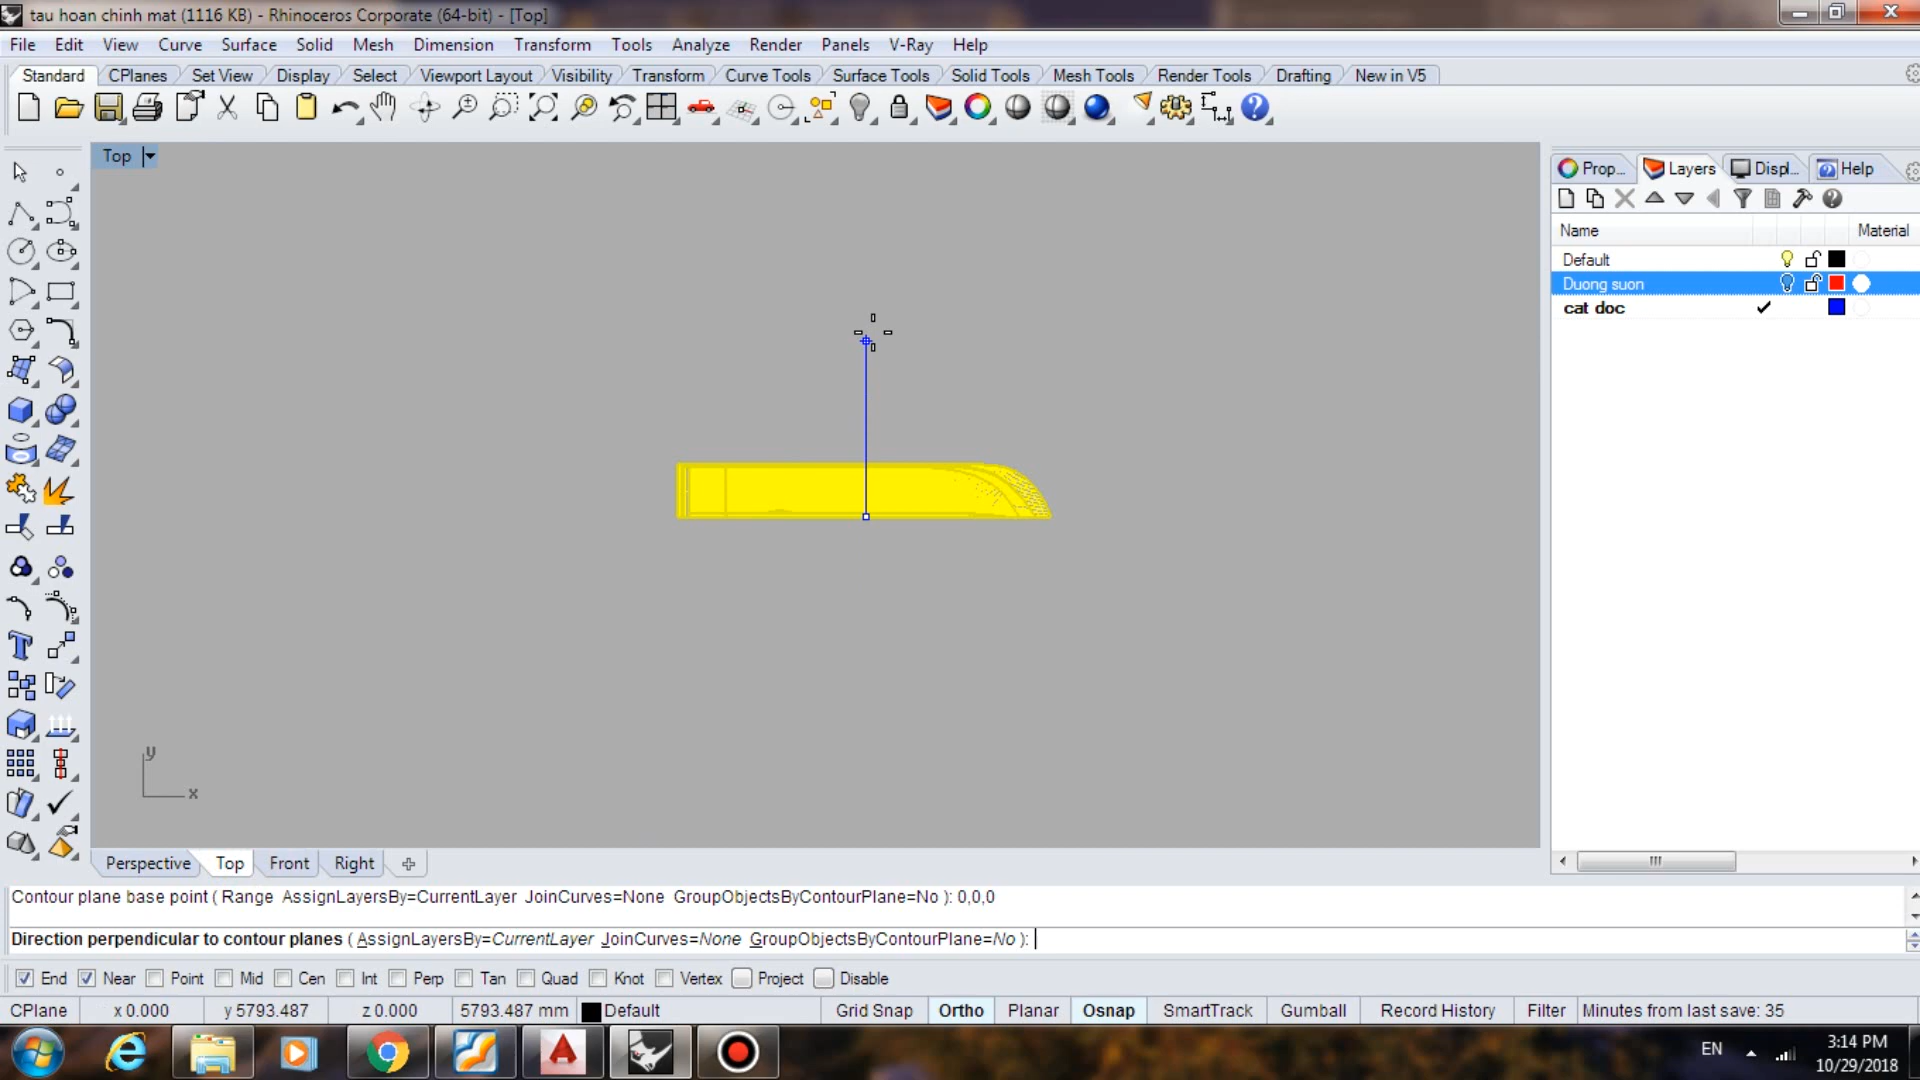 tau hoan chinh mat (1116 KB) - Rhinoceros Corporate (64-bit) - [Top]
File Edit View Curve Surface Solid Mesh Dimension Transform Tools Analyze Render Panels V-Ray Help
Standard CPlanes Set View Display Select Viewport Layout Visibility Transform Curve Tools Surface Tools Solid Tools Mesh Tools Render Tools Drafting New in V5
Top
Prop... Layers Displ... Help
Name Material
Default
Duong suon
cat doc
y
x
Perspective Top Front Right
Contour plane base point ( Range AssignLayersBy=CurrentLayer JoinCurves=None GroupObjectsByContourPlane=No ): 0,0,0
Direction perpendicular to contour planes ( AssignLayersBy=CurrentLayer JoinCurves=None GroupObjectsByContourPlane=No ):
End Near Point Mid Cen Int Perp Tan Quad Knot Vertex Project Disable
CPlane x 0.000 y 5793.487 z 0.000 5793.487 mm Default Grid Snap Ortho Planar Osnap SmartTrack Gumball Record History Filter Minutes from last save: 35
EN
3:14 PM
10/29/2018